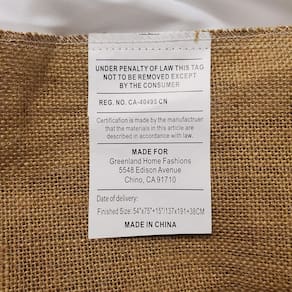 UNDER PENALTY OF LAW THIS TAG
NOT TO BE REMOVED EXCEPT
BY THE CONSUMER
REG. NO. CA-40495 CN
Certification is made by the manufactruer
that the materials in this article are
described in accordance with law.
MADE FOR
Greenland Home Fashions
5548 Edison Avenue
Chino, CA 91710
Date of delivery:
Finished Size: 54"x75"+15"/137x191+38CM
MADE IN CHINA